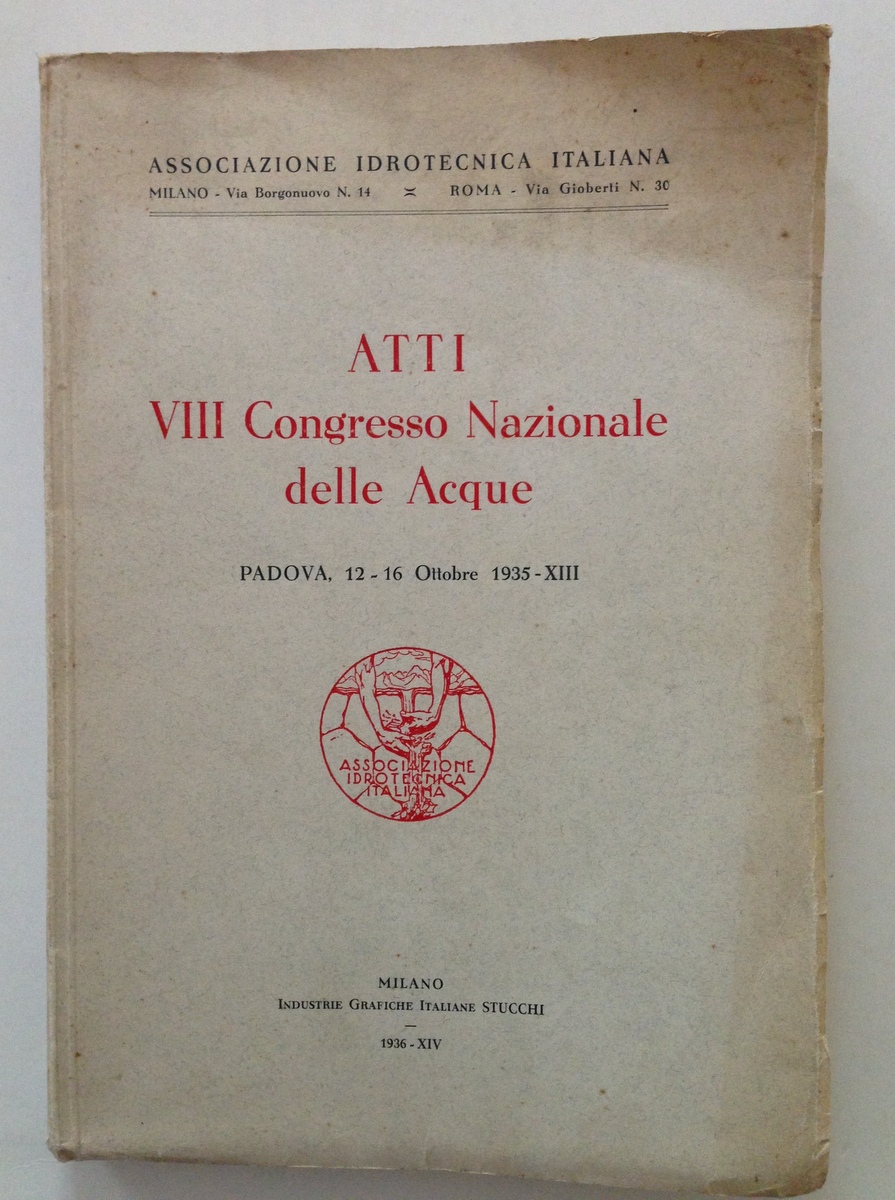 ASSOCIAZIONE IDROTECNICA ITALIANA
MILANO - Via Borgonuovo N. 14 ≍ ROMA - Via Gioberti N. 30
ATTI
VIII Congresso Nazionale
delle Acque
PADOVA, 12 - 16 Ottobre 1935 - XIII
ASSOCIAZIONE
IDROTECNICA
ITALIANA
MILANO
INDUSTRIE GRAFICHE ITALIANE STUCCHI
—
1936 - XIV